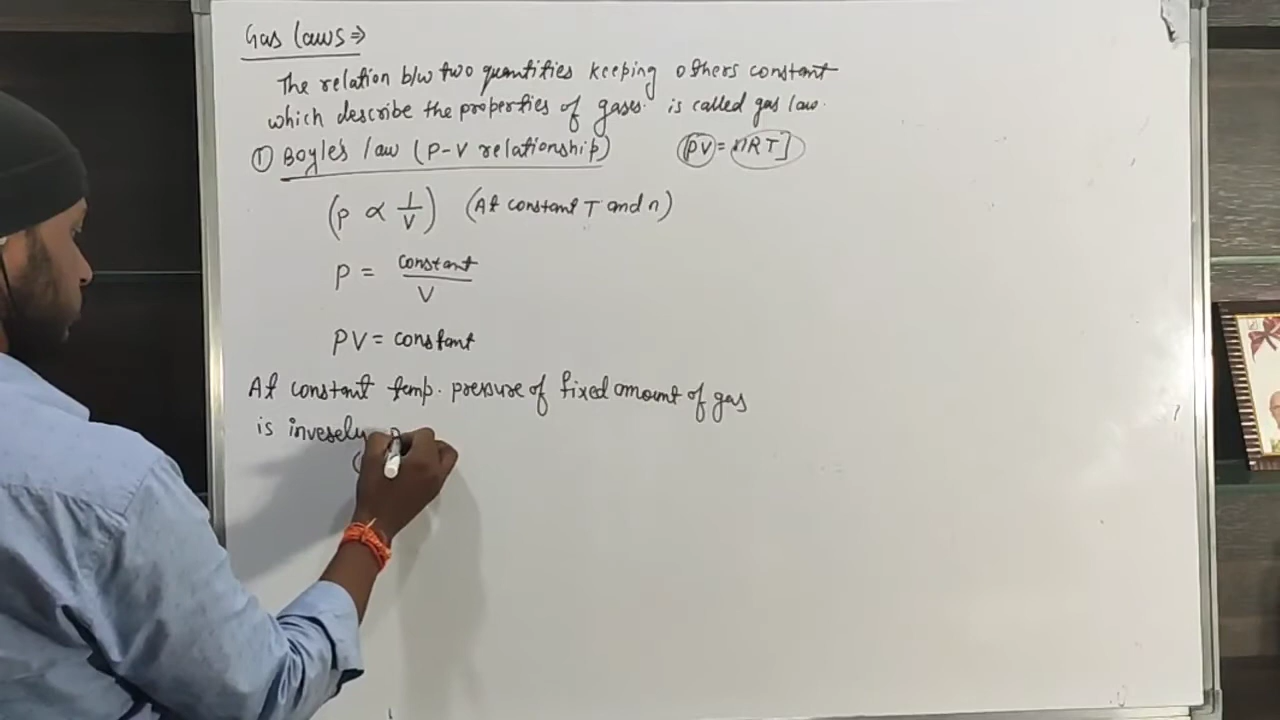 Gas laws ⇒
The relation b/w two quantities keeping others constant
which describe the properties of gases is called gas law.
① Boyle's law (P-V relationship) [PV = nRT]
(P ∝ 1/V) (At constant T and n)
P = constant/V
PV = constant
At constant temp. pressure of fixed amount of gas
is invesely p